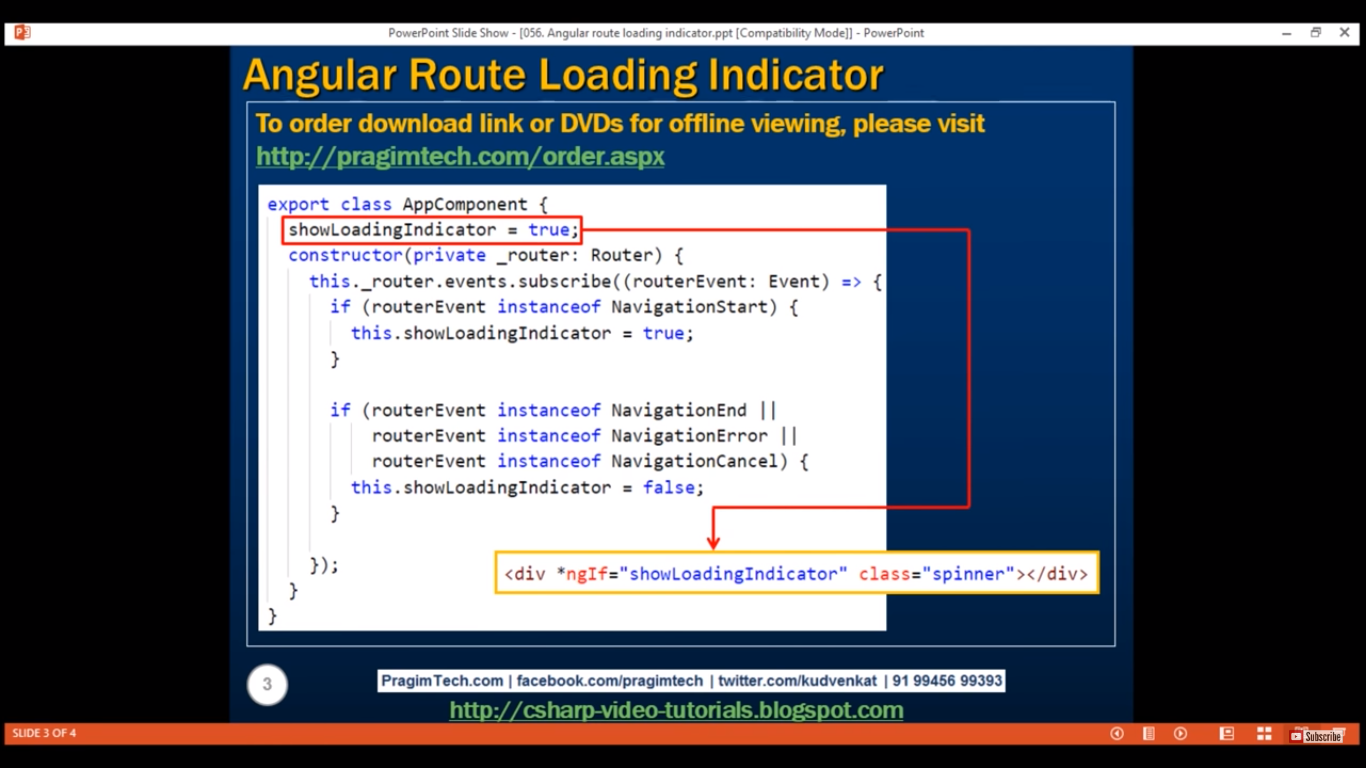 PowerPoint Slide Show - [056. Angular route loading indicator.ppt [Compatibility Mode]] - PowerPoint
Angular Route Loading Indicator
To order download link or DVDs for offline viewing, please visit
http://pragimtech.com/order.aspx
export class AppComponent {
showLoadingIndicator = true;
constructor(private _router: Router) {
this._router.events.subscribe((routerEvent: Event) => {
if (routerEvent instanceof NavigationStart) {
this.showLoadingIndicator = true;
}
if (routerEvent instanceof NavigationEnd ||
routerEvent instanceof NavigationError ||
routerEvent instanceof NavigationCancel) {
this.showLoadingIndicator = false;
}
});
}
}
<div *ngIf="showLoadingIndicator" class="spinner"></div>
3
PragimTech.com | facebook.com/pragimtech | twitter.com/kudvenkat | 91 99456 99393
http://csharp-video-tutorials.blogspot.com
SLIDE 3 OF 4
Subscribe